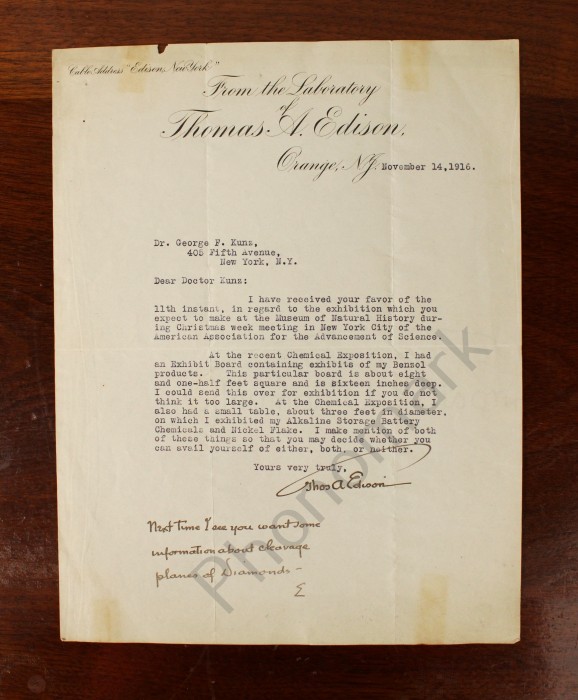 "Cable Address "Edison, New York"
From the Laboratory
of
Thomas A. Edison,
Orange, N.J. November 14,1916.
Dr. George F. Kunz,
405 Fifth Avenue,
New York, N.Y.
Dear Doctor Kunz:
I have received your favor of the
11th instant, in regard to the exhibition which you
expect to make at the Museum of Natural History dur-
ing Christmas week meeting in New York City of the
American Association for the Advancement of Science.
At the recent Chemical Exposition, I had
an Exhibit Board containing exhibits of my Benzol
products. This particular board is about eight
and one-half feet square and is sixteen inches deep.
I could send this over for exhibition if you do not
think it too large. At the Chemical Exposition, I
also had a small table, about three feet in diameter,
on which I exhibited my Alkaline Storage Battery
Chemicals and Nickel Flake. I make mention of both
of these things so that you may decide whether you
can avail yourself of either, both, or neither.
Yours very truly,
Thos A Edison
Next time I see you want some
information about cleavage
planes of Diamonds -
E
Phonorivark